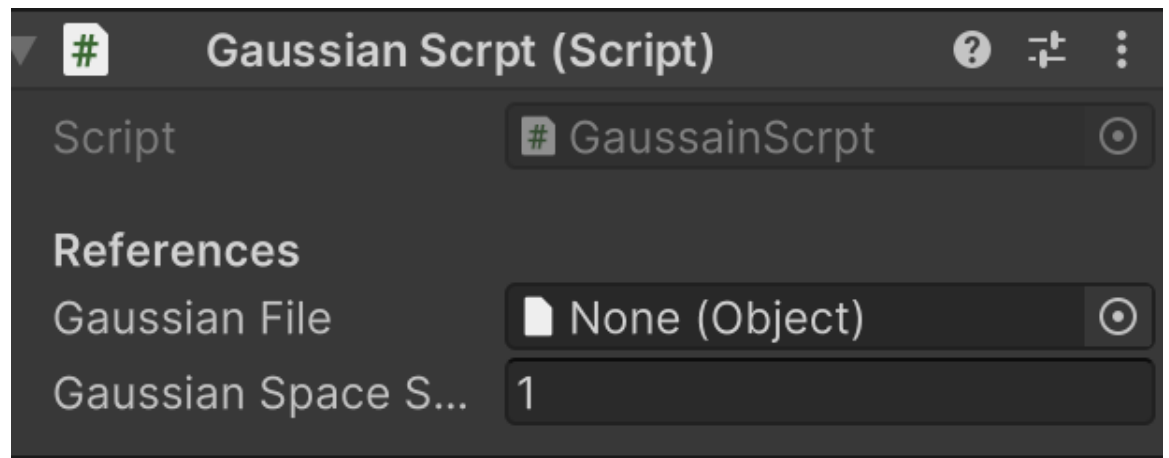 # Gaussian Scrpt (Script) ?
Script # GaussainScrpt
References
Gaussian File None (Object)
Gaussian Space S... 1